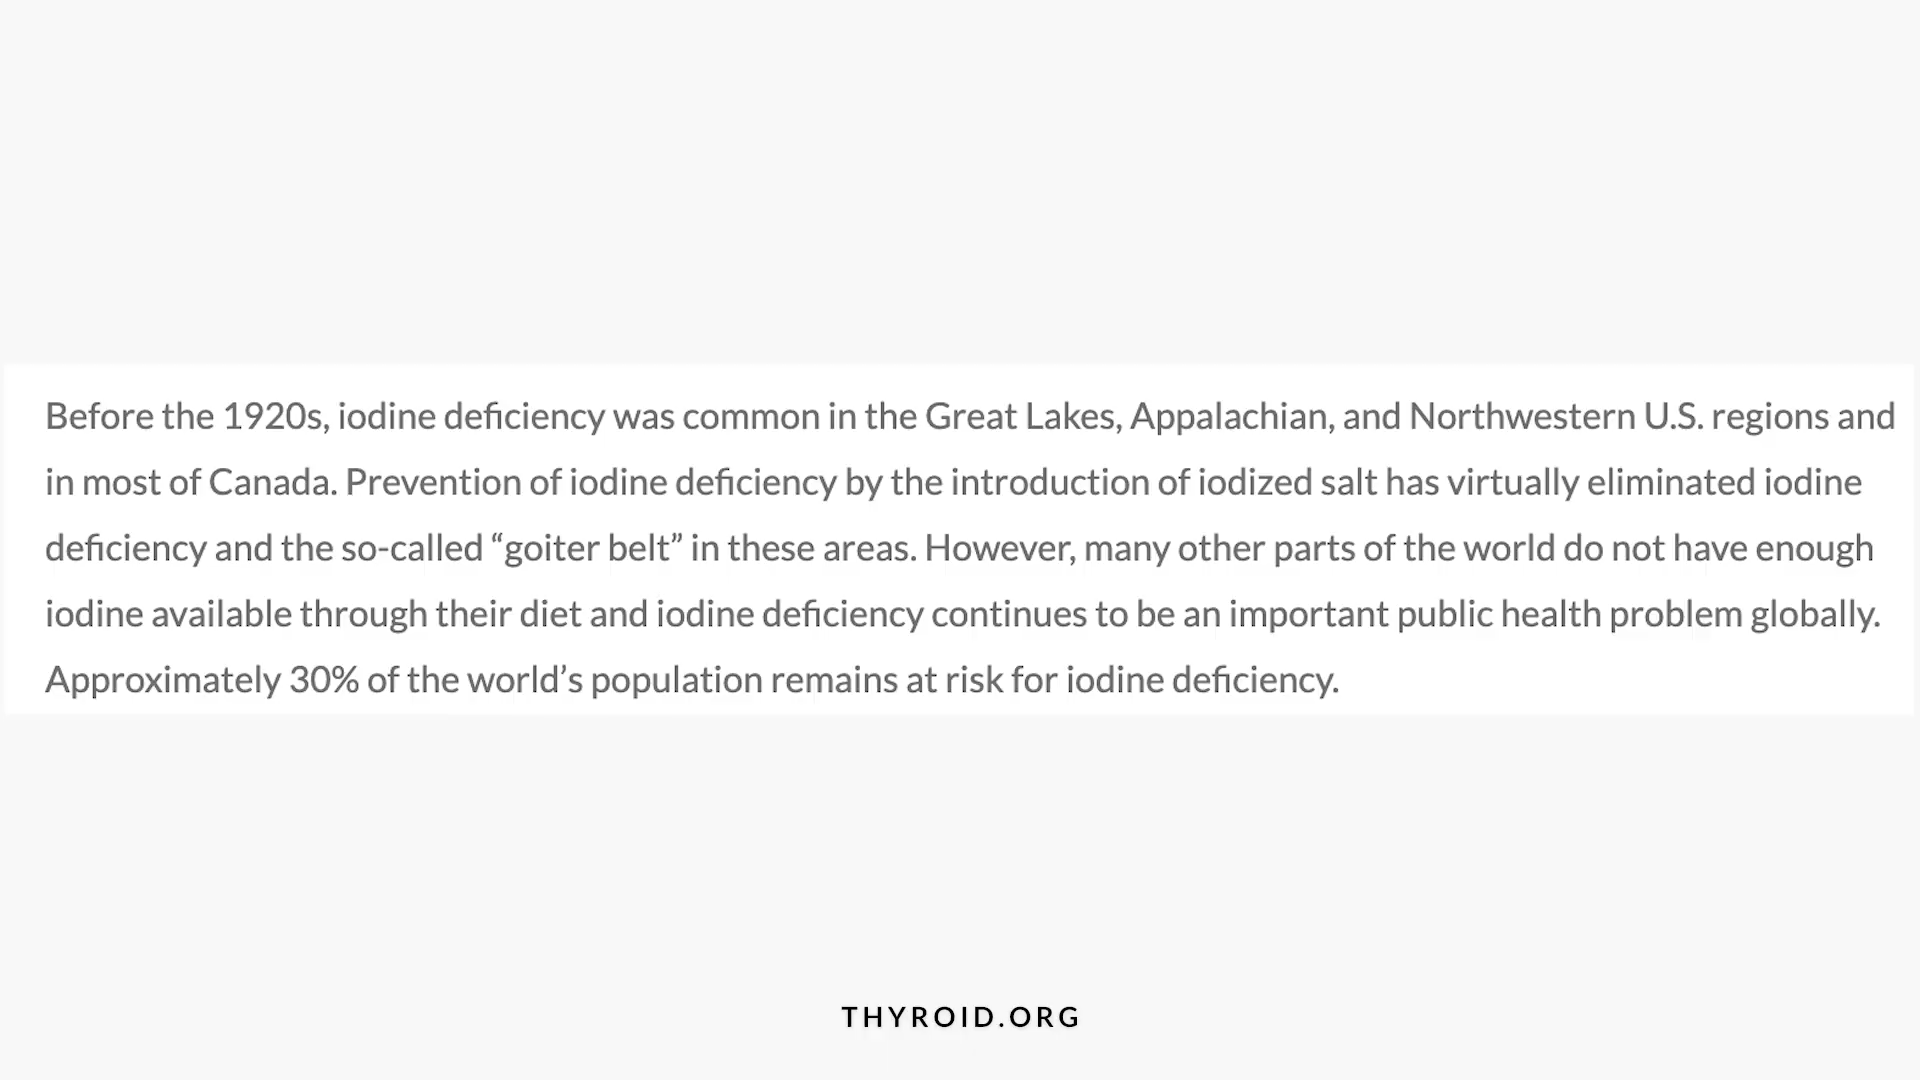 Before the 1920s, iodine deficiency was common in the Great Lakes, Appalachian, and Northwestern U.S. regions and
in most of Canada. Prevention of iodine deficiency by the introduction of iodized salt has virtually eliminated iodine
deficiency and the so-called “goiter belt” in these areas. However, many other parts of the world do not have enough
iodine available through their diet and iodine deficiency continues to be an important public health problem globally.
Approximately 30% of the world’s population remains at risk for iodine deficiency.
THYROID.ORG